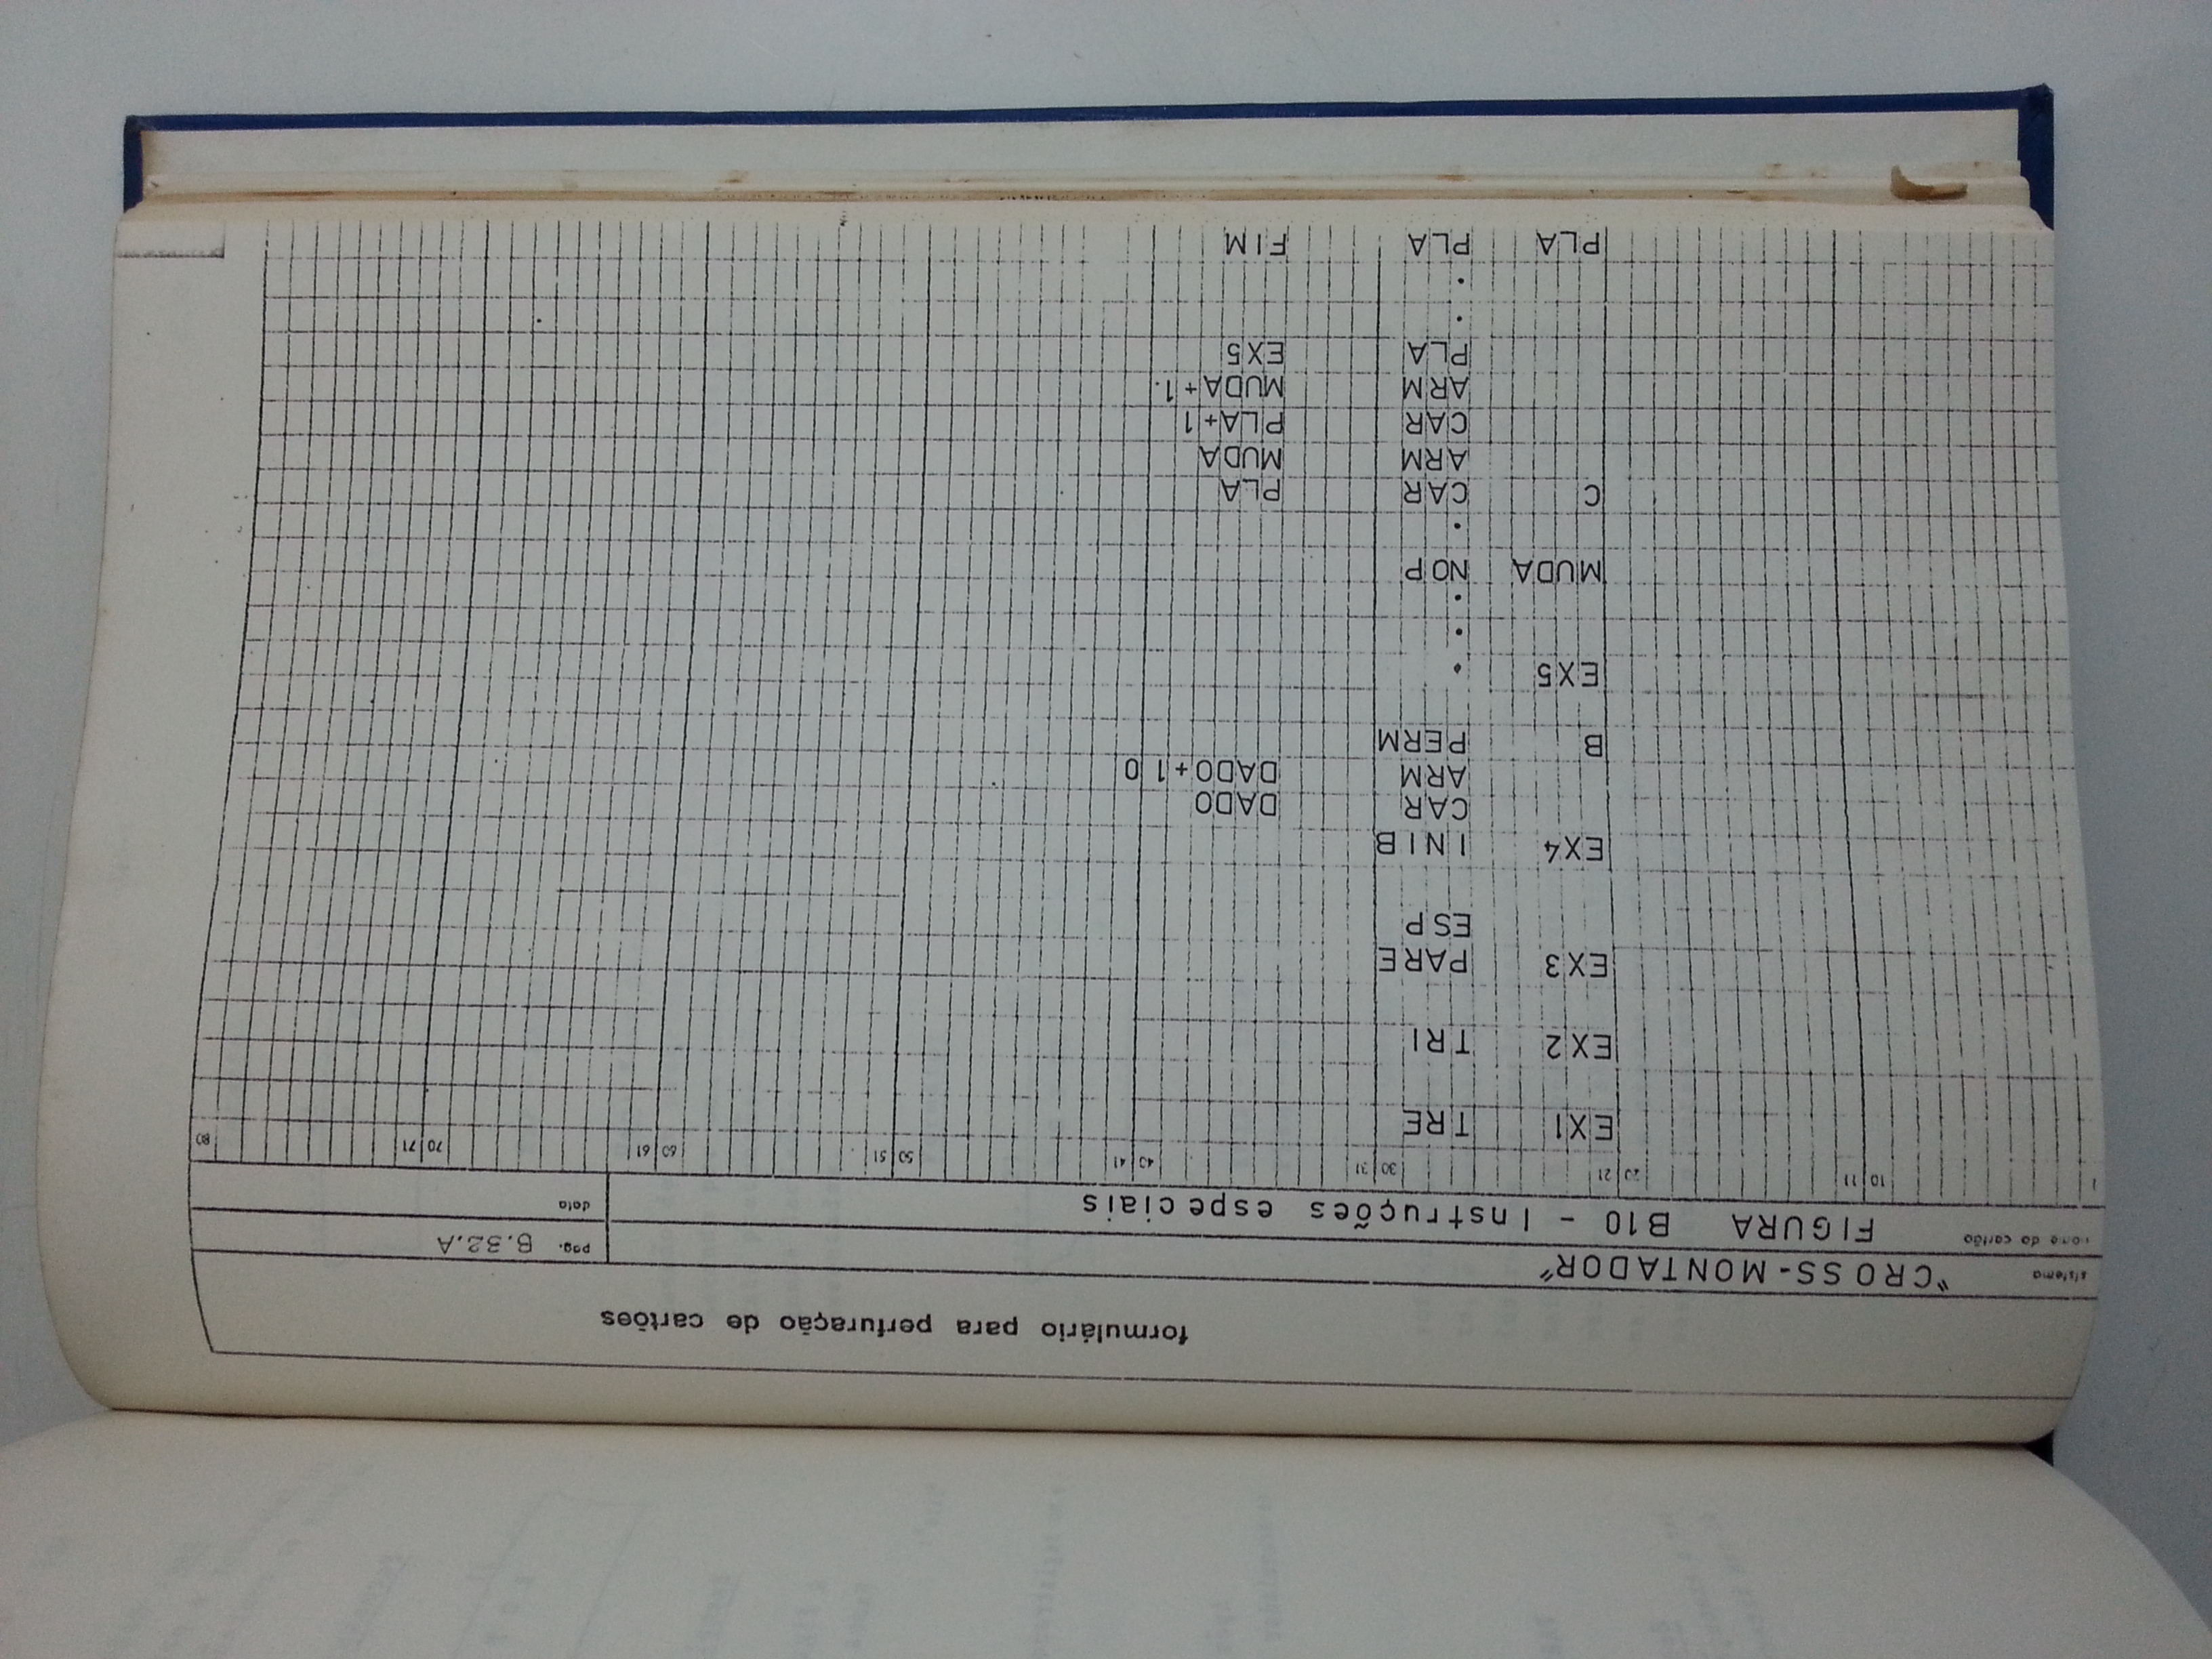 formulário para perfuração de cartões
sistema "CROSS-MONTADOR" pag. B.32.A
nome do cartão FIGURA B10 - Instruções especiais data
1 10 11 20 21 30 31 40 41 50 51 60 61 70 71 80
EX1 TRE
EX2 TRI
EX3 PARE
ESP
EX4 INIB
CAR DADO
ARM DADO+10
B PERM
EX5 .
.
.
MUDA NOP
.
C CAR PLA
ARM MUDA
CAR PLA+1
ARM MUDA+1.
PLA EX5
.
.
PLA PLA FIM